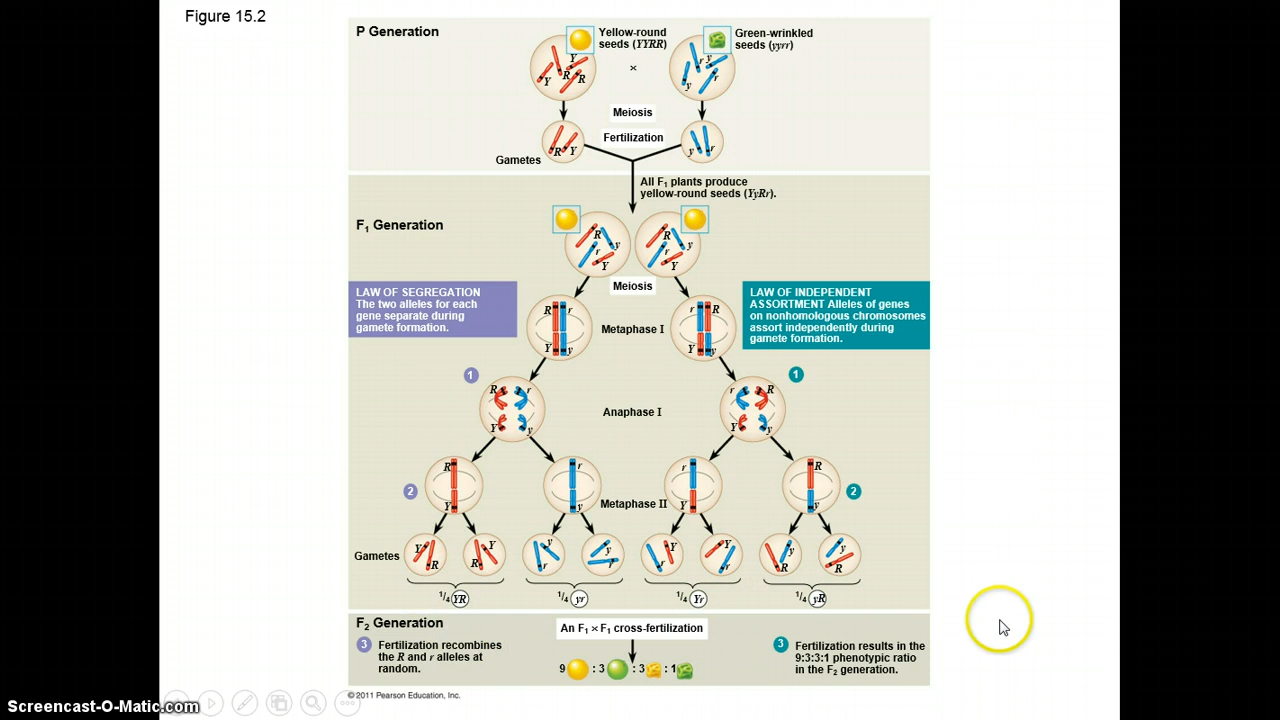 Figure 15.2
P Generation
Yellow-round
seeds (YYRR)
Green-wrinkled
seeds (yyrr)
×
Y
Y
R
R
y
r
y
r
Meiosis
Fertilization
Gametes
R Y
y r
All F₁ plants produce
yellow-round seeds (YyRr).
F₁ Generation
R
y
r
Y
R
y
r
Y
Meiosis
LAW OF SEGREGATION
The two alleles for each
gene separate during
gamete formation.
LAW OF INDEPENDENT
ASSORTMENT Alleles of genes
on nonhomologous chromosomes
assort independently during
gamete formation.
R r
Y y
Metaphase I
r R
Y y
1
1
R r
Y y
Anaphase I
r R
Y y
2
R
Y
r
y
Metaphase II
r
Y
R
y
2
Gametes
Y R
Y R
y r
y r
Y r
Y r
y R
y R
1/4 YR
1/4 yr
1/4 Yr
1/4 yR
F₂ Generation
An F₁ × F₁ cross-fertilization
3 Fertilization recombines
the R and r alleles at
random.
9 : 3 : 3 : 1
3 Fertilization results in the
9:3:3:1 phenotypic ratio
in the F₂ generation.
© 2011 Pearson Education, Inc.
Screencast-O-Matic.com